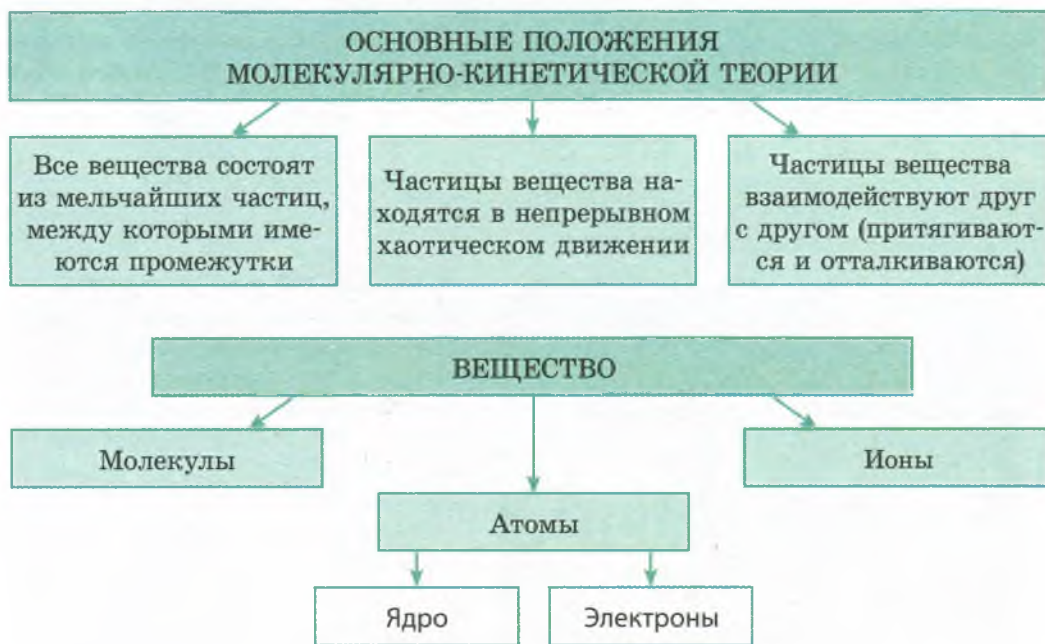 ОСНОВНЫЕ ПОЛОЖЕНИЯ
МОЛЕКУЛЯРНО-КИНЕТИЧЕСКОЙ ТЕОРИИ
Все вещества состоят
из мельчайших частиц,
между которыми име-
ются промежутки
Частицы вещества на-
ходятся в непрерывном
хаотическом движении
Частицы вещества
взаимодействуют друг
с другом (притягивают-
ся и отталкиваются)
ВЕЩЕСТВО
Молекулы
Ионы
Атомы
Ядро
Электроны